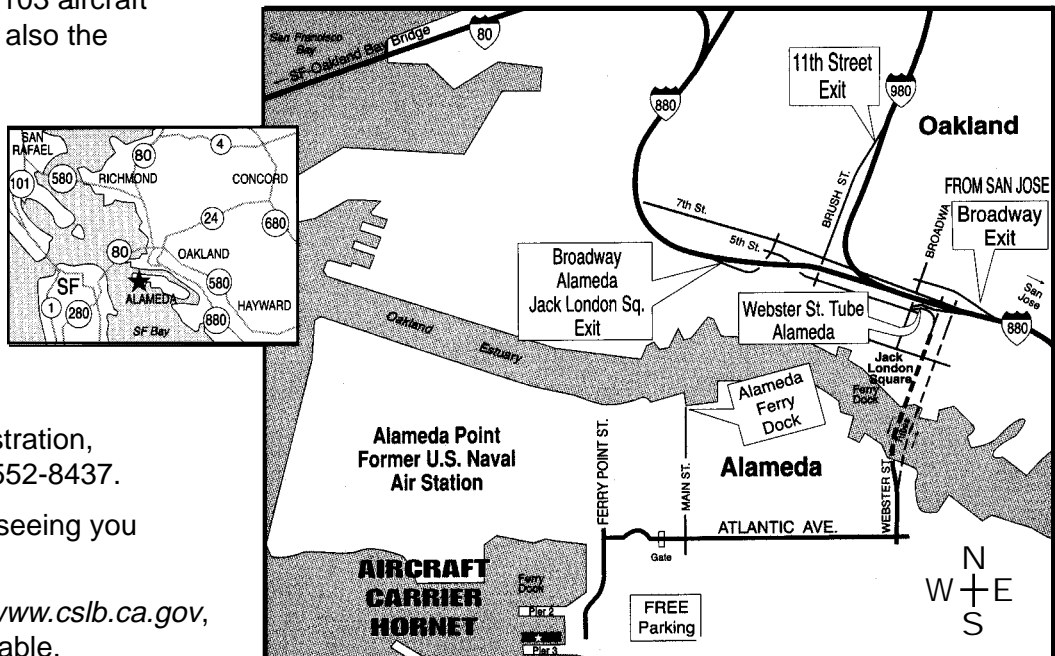 103 aircraft
also the
stration,
552-8437.
seeing you
www.cslb.ca.gov,
able.
SAN
RAFAEL
101
580
80
RICHMOND
4
CONCORD
24
680
80
OAKLAND
SF
ALAMEDA
580
1
280
HAYWARD
880
SF Bay
San Francisco
Bay
← SF-Oakland Bay Bridge
80
11th Street
Exit
880
980
Oakland
FROM SAN JOSE
Broadway
Exit
BRUSH ST.
BROADWA
7th St.
5th St.
→
San
Jose
880
Broadway
Alameda
Jack London Sq.
Exit
Webster St. Tube
Alameda
Oakland
Estuary
Jack
London
Square
Ferry
Dock
Alameda
Ferry
Dock
Alameda Point
Former U.S. Naval
Air Station
FERRY POINT ST.
MAIN ST.
Alameda
WEBSTER ST.
ATLANTIC AVE.
Gate
AIRCRAFT
CARRIER
HORNET
Ferry
Dock
Pier 2
Pier 3
FREE
Parking
N
W E
S